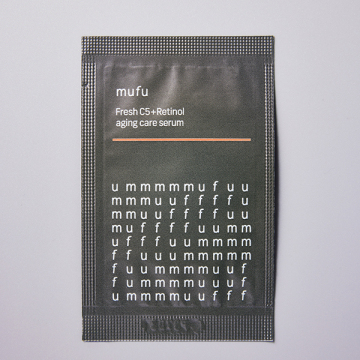 mufu
Fresh C5+Retinol
aging care serum
u m m m m m u f u u
m m m m u u f f f f
m m m u u f f f f u
m m u f f f f u u m
u f f f u u m m m m
f f f u u m m m m m
f u u m m m m m u f
f u m m m m u f f f
u m m m m u u f f f